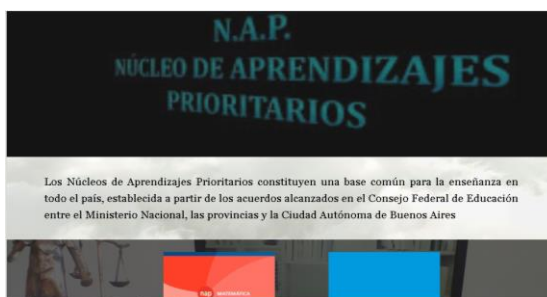 N.A.P.
NÚCLEO DE APRENDIZAJES
PRIORITARIOS
Los Núcleos de Aprendizajes Prioritarios constituyen una base común para la enseñanza en
todo el país, establecida a partir de los acuerdos alcanzados en el Consejo Federal de Educación
entre el Ministerio Nacional, las provincias y la Ciudad Autónoma de Buenos Aires
nap MATEMÁTICA